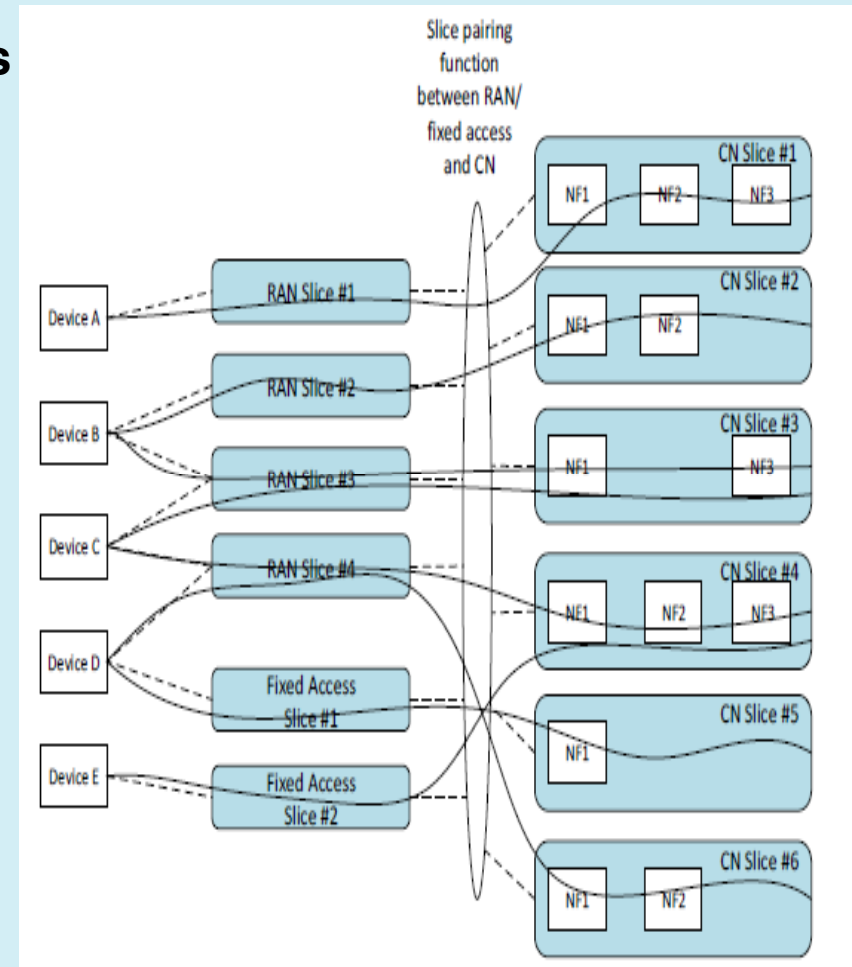 s
Slice pairing
function
between RAN/
fixed access
and CN
CN Slice #1
NF1
NF2
NF3
CN Slice #2
NF1
NF2
CN Slice #3
NF1
NF3
CN Slice #4
NF1
NF2
NF3
CN Slice #5
NF1
CN Slice #6
NF1
NF2
RAN Slice #1
RAN Slice #2
RAN Slice #3
RAN Slice #4
Fixed Access
Slice #1
Fixed Access
Slice #2
Device A
Device B
Device C
Device D
Device E